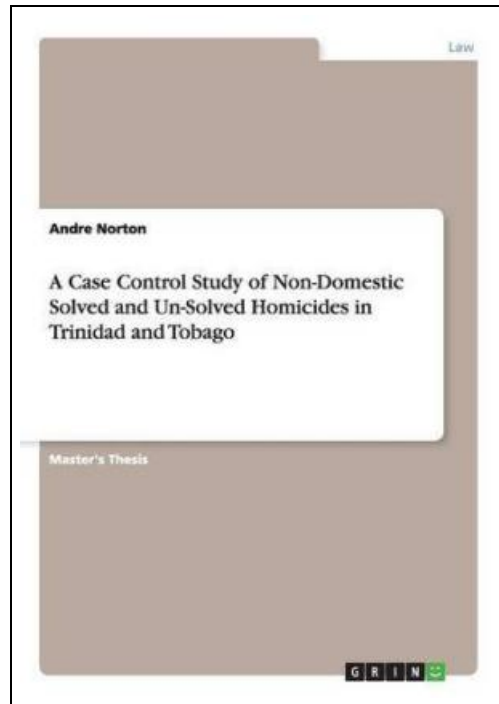 Law
Andre Norton
A Case Control Study of Non-Domestic
Solved and Un-Solved Homicides in
Trinidad and Tobago
Master's Thesis
GRIN